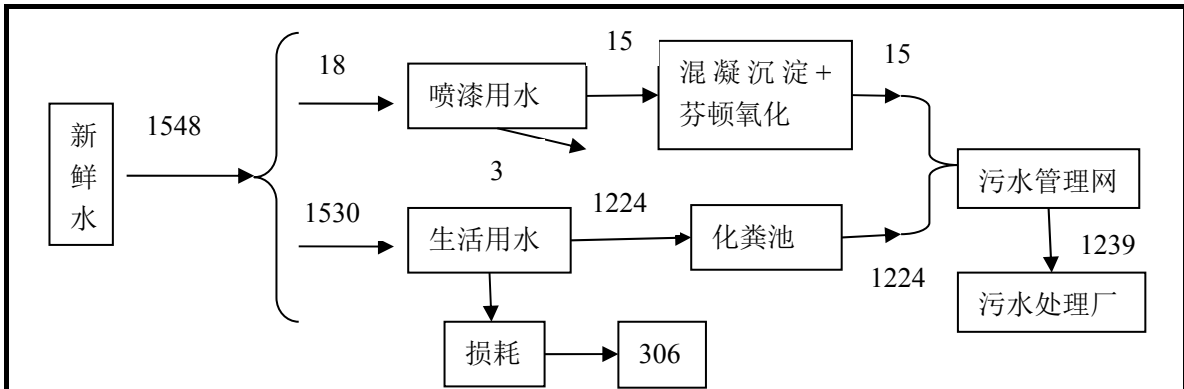 新
鲜
水
1548
18
喷漆用水
3
15
混凝沉淀+
芬顿氧化
15
1530
生活用水
1224
化粪池
1224
损耗
306
污水管理网
1239
污水处理厂